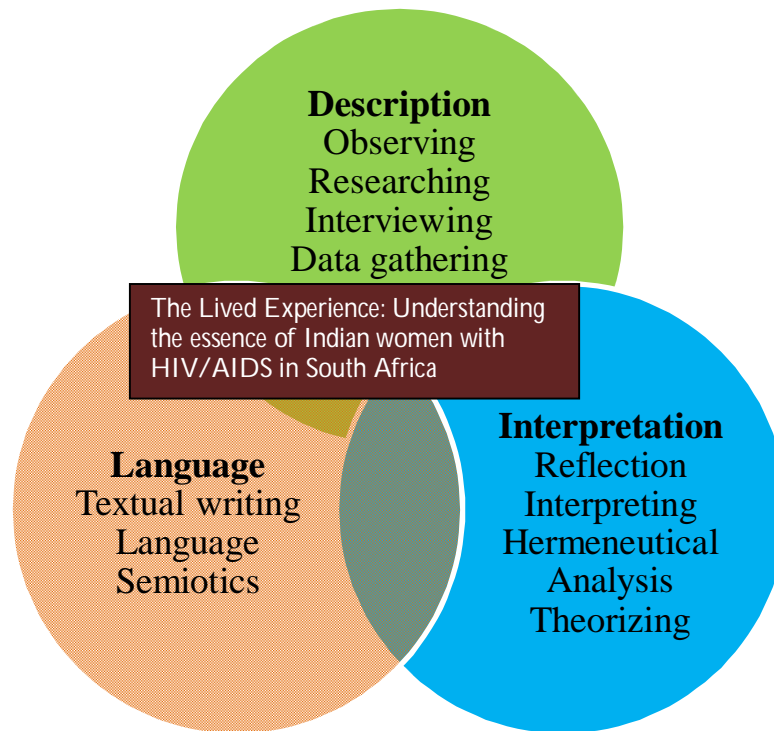 Description
Observing
Researching
Interviewing
Data gathering
The Lived Experience: Understanding
the essence of Indian women with
HIV/AIDS in South Africa
Language
Textual writing
Language
Semiotics
Interpretation
Reflection
Interpreting
Hermeneutical
Analysis
Theorizing